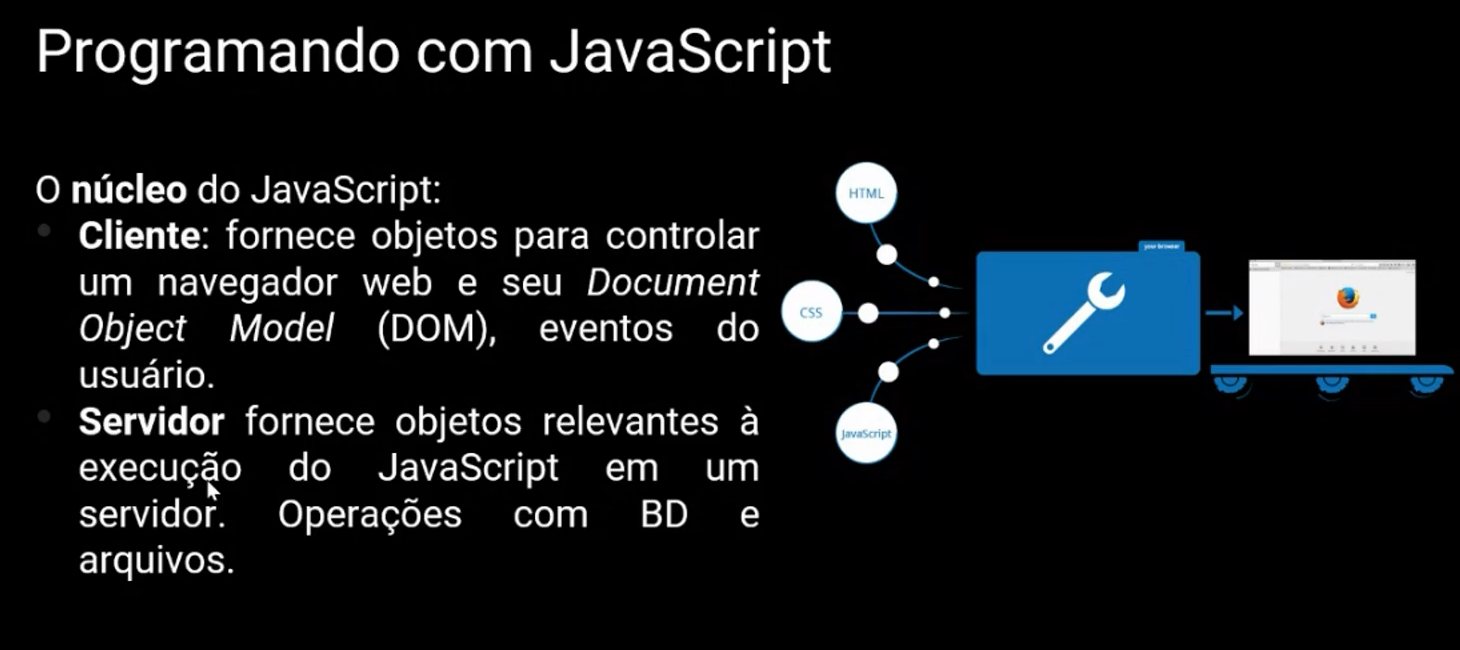 Programando com JavaScript
O núcleo do JavaScript:
Cliente: fornece objetos para controlar
um navegador web e seu Document
Object Model (DOM), eventos do
usuário.
Servidor fornece objetos relevantes à
execução do JavaScript em um
servidor. Operações com BD e
arquivos.
HTML
CSS
JavaScript
your browser